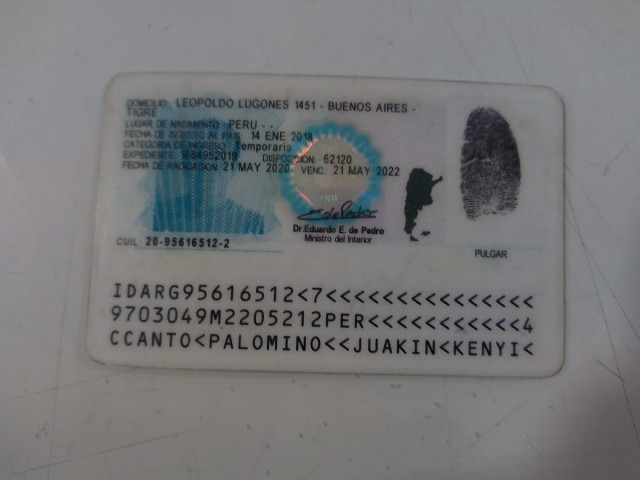 DOMICILIO: LEOPOLDO LUGONES 1451 - BUENOS AIRES -
TIGRE
LUGAR DE NACIMIENTO: PERU - -
FECHA DE INGRESO AL PAIS: 14 ENE 2018
CATEGORIA DE INGRESO: Temporaria
EXPEDIENTE: 1684952019 DISPOSICION: 62120
FECHA DE RADICACION: 21 MAY 2020 VENC: 21 MAY 2022
Dr. Eduardo E. de Pedro
Ministro del Interior
CUIL: 20-95616512-2
PULGAR
IDARG95616512<7<<<<<<<<<<<<<<<
9703049M2205212PER<<<<<<<<<<<4
CCANTO<PALOMINO<<JUAKIN<KENYI<